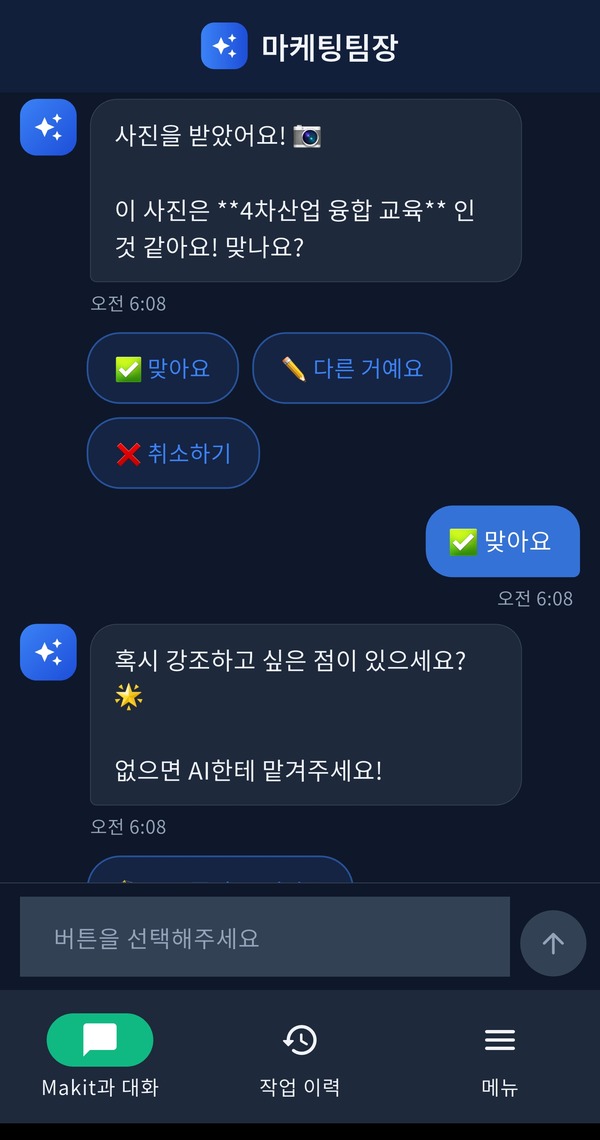 마케팅팀장
사진을 받았어요! 📷
이 사진은 **4차산업 융합 교육** 인
것 같아요! 맞나요?
오전 6:08
✅ 맞아요
✏️ 다른 거예요
❌ 취소하기
✅ 맞아요
오전 6:08
혹시 강조하고 싶은 점이 있으세요?
🌟
없으면 AI한테 맡겨주세요!
오전 6:08
버튼을 선택해주세요
Makit과 대화
작업 이력
메뉴